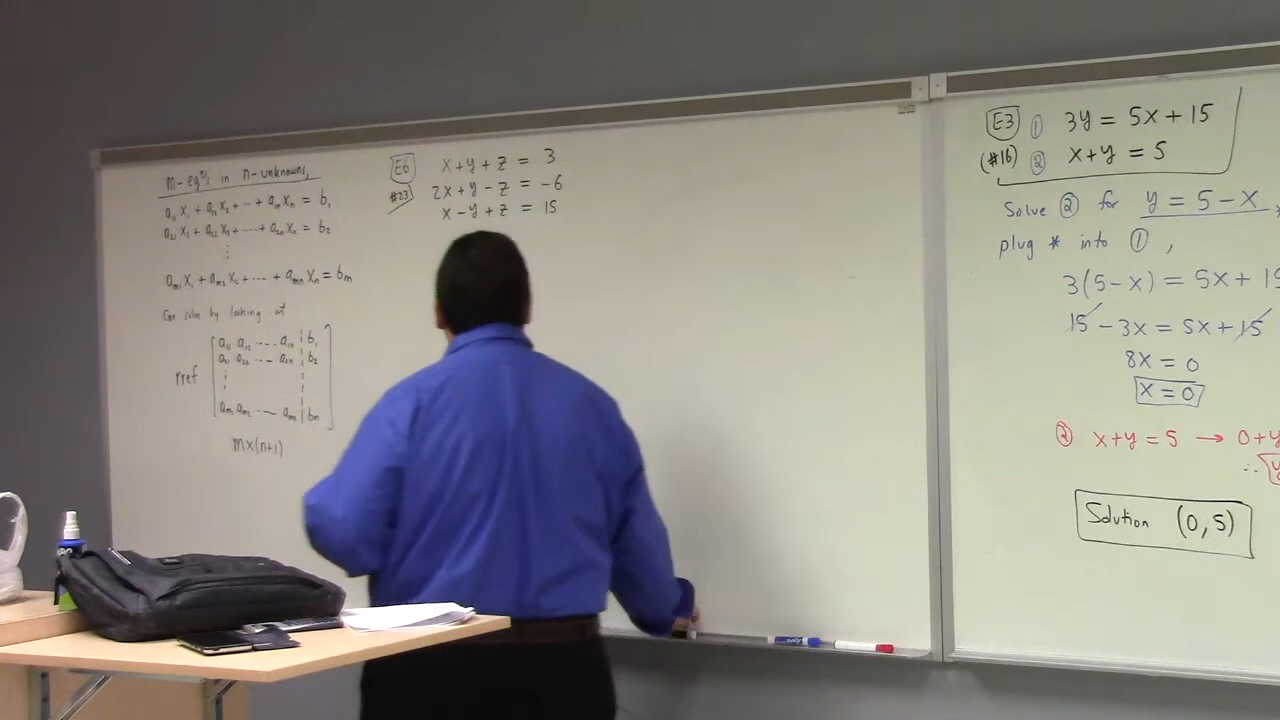 m-eqⁿs in n-unknowns,
a₁₁x₁ + a₁₂x₂ + ⋯ + a₁ₙxₙ = b₁
a₂₁x₁ + a₂₂x₂ + ⋯ + a₂ₙxₙ = b₂
⋮
aₘ₁x₁ + aₘ₂x₂ + ⋯ + aₘₙxₙ = bₘ
Can solve by looking at
a₁₁ a₁₂ ⋯ a₁ₙ | b₁
a₂₁ a₂₂ ⋯ a₂ₙ | b₂
rref ⋮
aₘ₁ aₘ₂ ⋯ aₘₙ | bₘ
m×(n+1)
E6 x + y + z = 3
#23 2x + y - z = -6
x - y + z = 15
E3 ① 3y = 5x + 15
(#16) ② x + y = 5
Solve ② for y = 5 - x
plug * into ① ,
3(5 - x) = 5x + 15
15 - 3x = 5x + 15
8x = 0
x = 0
② x + y = 5 → 0 + y
∴ y
Solution (0, 5)